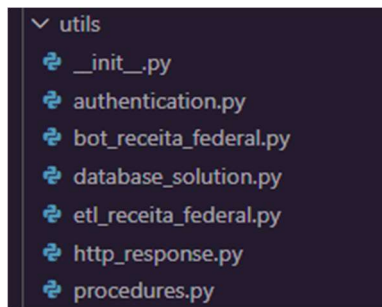 utils
__init__.py
authentication.py
bot_receita_federal.py
database_solution.py
etl_receita_federal.py
http_response.py
procedures.py